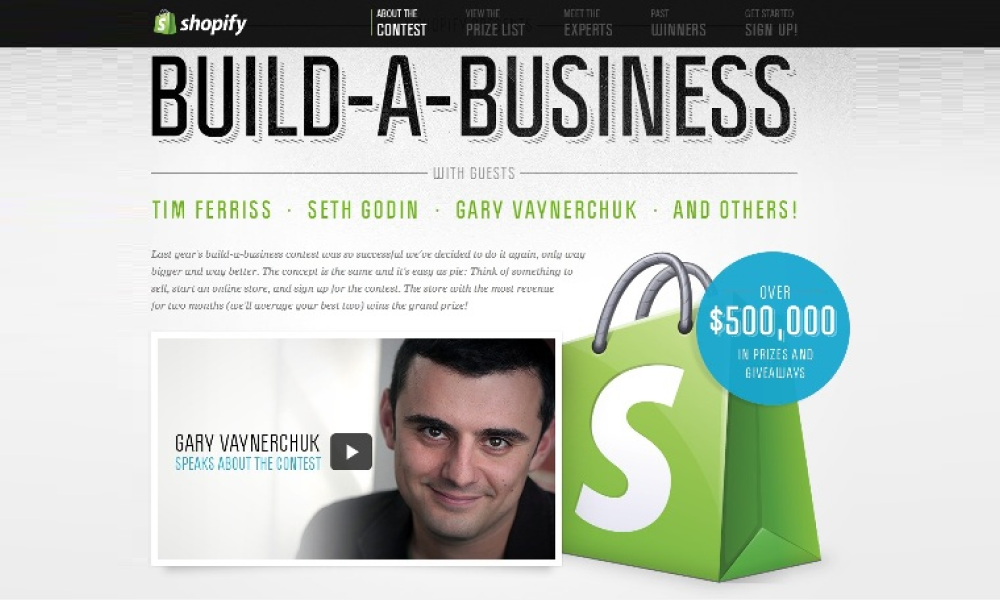 shopify
ABOUT THE
CONTEST
VIEW THE
PRIZE LIST
MEET THE
EXPERTS
PAST
WINNERS
GET STARTED
SIGN UP!
BUILD-A-BUSINESS
WITH GUESTS
TIM FERRISS · SETH GODIN · GARY VAYNERCHUK · AND OTHERS!
Last year's build-a-business contest was so successful we've decided to do it again, only way
bigger and way better. The concept is the same and it's easy as pie: Think of something to
sell, start an online store, and sign up for the contest. The store with the most revenue
for two months (we'll average your best two) wins the grand prize!
OVER
$500,000
IN PRIZES AND
GIVEAWAYS
GARY VAYNERCHUK
SPEAKS ABOUT THE CONTEST
S